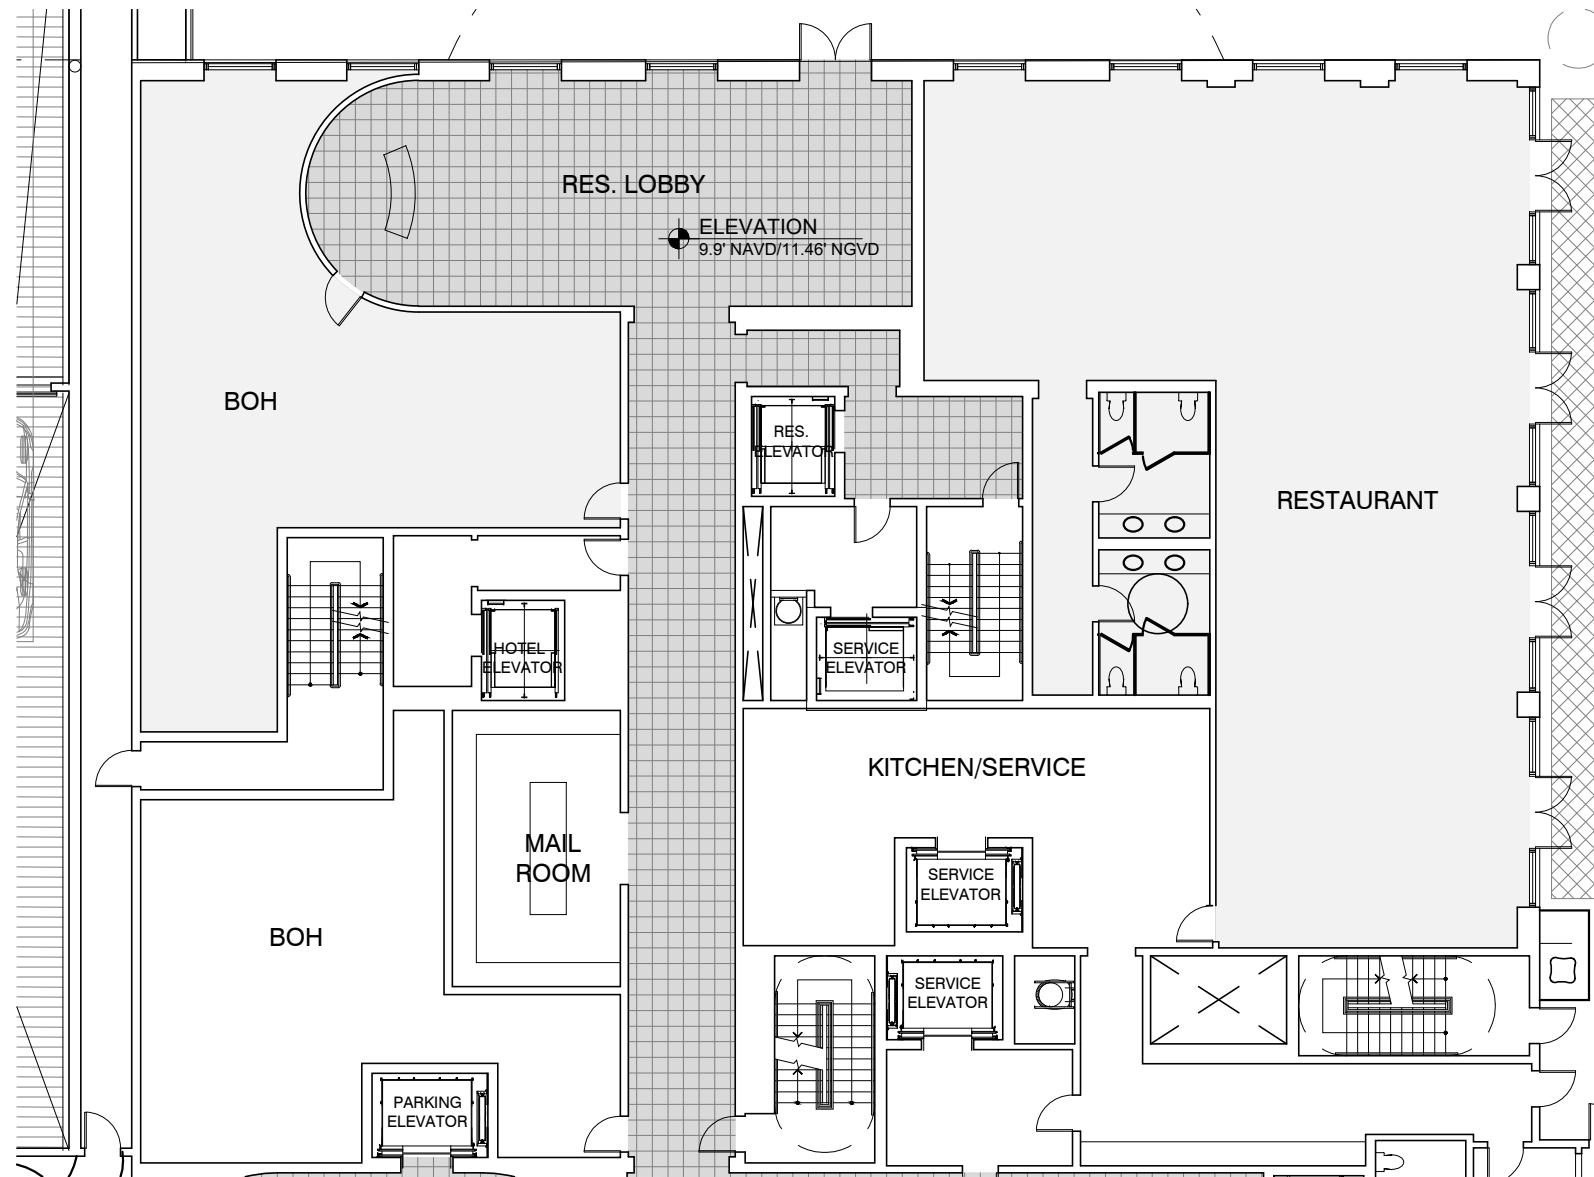 RES. LOBBY
ELEVATION
9.9' NAVD/11.46' NGVD
BOH
RES.
ELEVATOR
RESTAURANT
HOTEL
ELEVATOR
SERVICE
ELEVATOR
KITCHEN/SERVICE
MAIL
ROOM
SERVICE
ELEVATOR
BOH
SERVICE
ELEVATOR
PARKING
ELEVATOR